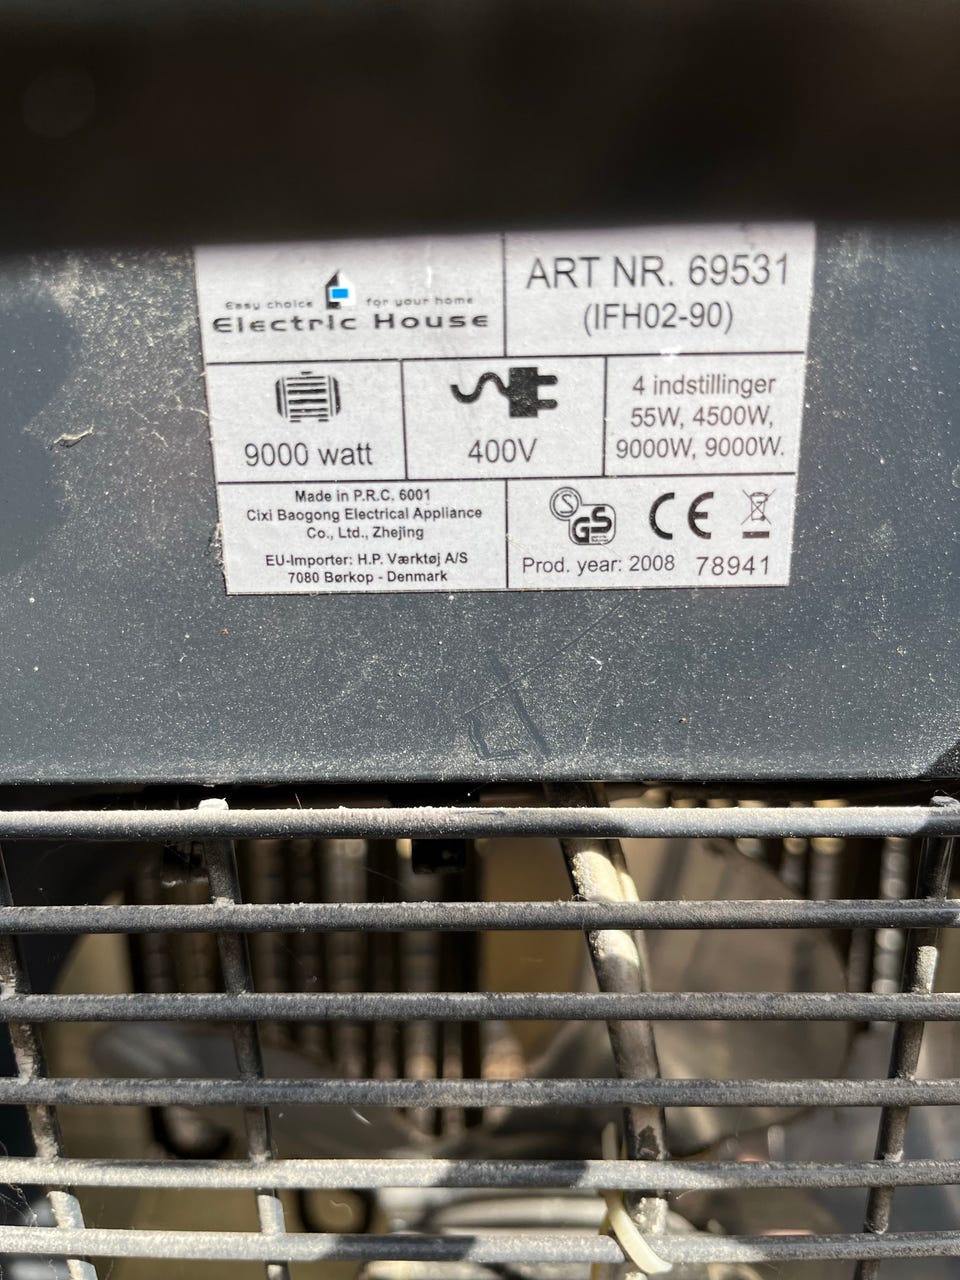 Easy choice for your home
Electric House
ART NR. 69531
(IFH02-90)
9000 watt
400V
4 indstillinger
55W, 4500W,
9000W, 9000W.
Made in P.R.C. 6001
Cixi Baogong Electrical Appliance
Co., Ltd., Zhejing
EU-Importer: H.P. Værktøj A/S
7080 Børkop - Denmark
S
GS
CE
Prod. year: 2008 78941